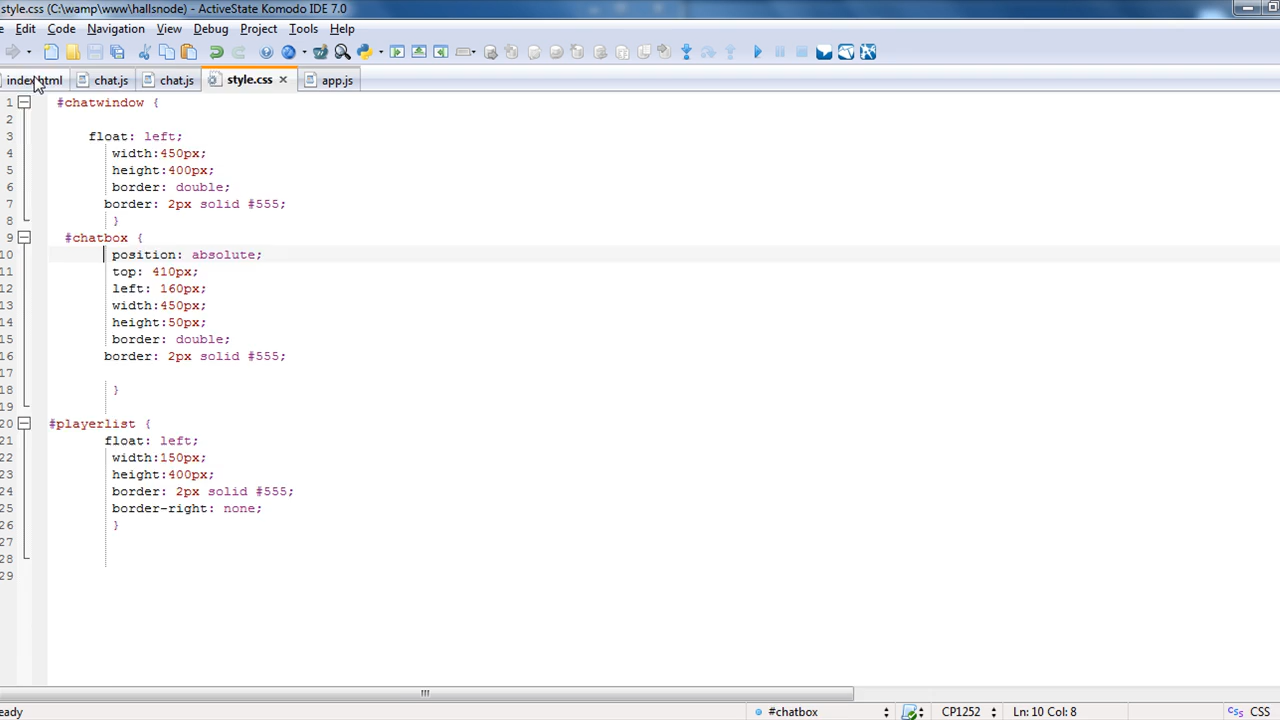 style.css (C:\wamp\www\hallsnode) - ActiveState Komodo IDE 7.0
Edit Code Navigation View Debug Project Tools Help
index.html chat.js chat.js style.css app.js
1 #chatwindow {
2
3 float: left;
4 width:450px;
5 height:400px;
6 border: double;
7 border: 2px solid #555;
8 }
9 #chatbox {
10 position: absolute;
11 top: 410px;
12 left: 160px;
13 width:450px;
14 height:50px;
15 border: double;
16 border: 2px solid #555;
17
18 }
19
20 #playerlist {
21 float: left;
22 width:150px;
23 height:400px;
24 border: 2px solid #555;
25 border-right: none;
26 }
27
28
29
eady #chatbox CP1252 Ln: 10 Col: 8 CSS CSS